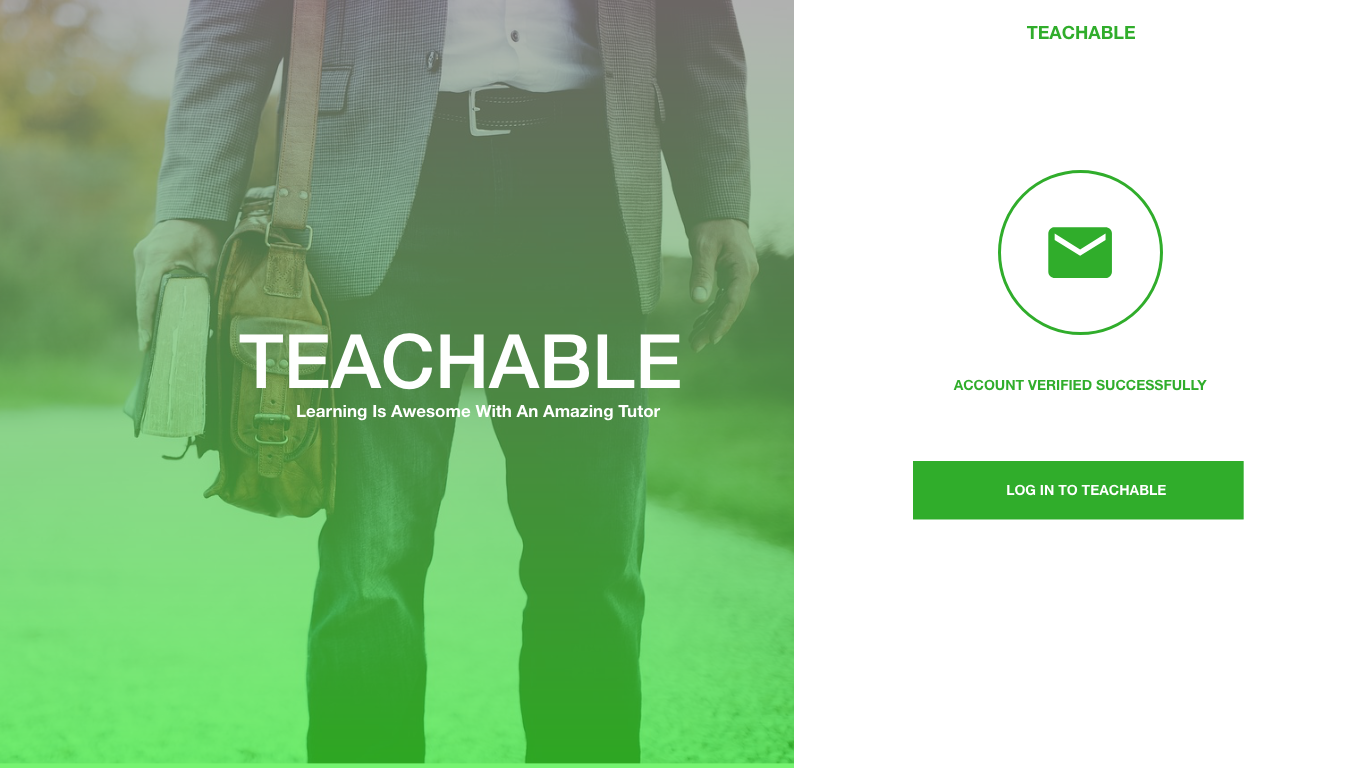 TEACHABLE
Learning Is Awesome With An Amazing Tutor
TEACHABLE
ACCOUNT VERIFIED SUCCESSFULLY
LOG IN TO TEACHABLE